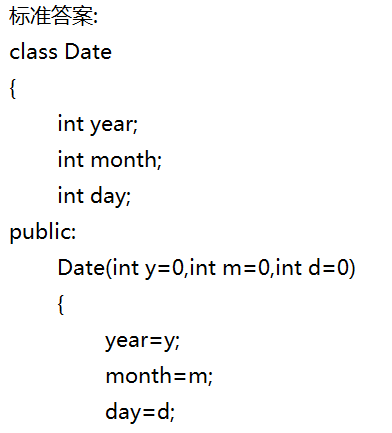 标准答案:
class Date
{
int year;
int month;
int day;
public:
Date(int y=0,int m=0,int d=0)
{
year=y;
month=m;
day=d;